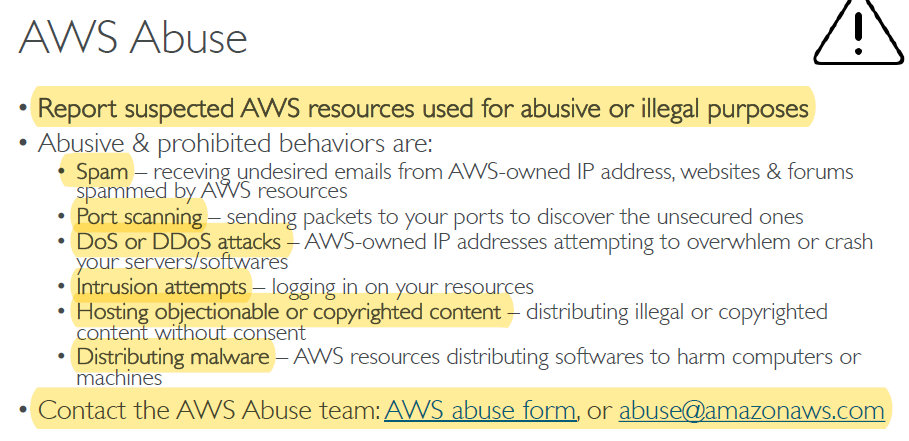 AWS Abuse
• Report suspected AWS resources used for abusive or illegal purposes
• Abusive & prohibited behaviors are:
• Spam – receving undesired emails from AWS-owned IP address, websites & forums
spammed by AWS resources
• Port scanning – sending packets to your ports to discover the unsecured ones
• DoS or DDoS attacks – AWS-owned IP addresses attempting to overwhlem or crash
your servers/softwares
• Intrusion attempts – logging in on your resources
• Hosting objectionable or copyrighted content – distributing illegal or copyrighted
content without consent
• Distributing malware – AWS resources distributing softwares to harm computers or
machines
• Contact the AWS Abuse team: AWS abuse form, or abuse@amazonaws.com